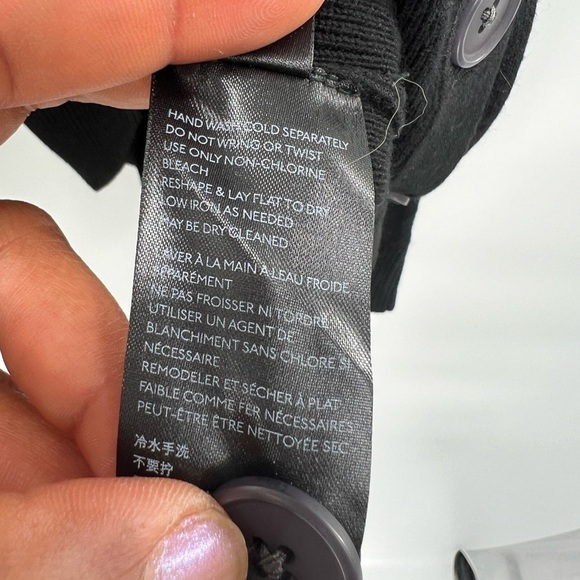 HAND WASH COLD SEPARATELY
DO NOT WRING OR TWIST
USE ONLY NON-CHLORINE
BLEACH
RESHAPE & LAY FLAT TO DRY
LOW IRON AS NEEDED
MAY BE DRY CLEANED
LAVER À LA MAIN À L'EAU FROIDE
SÉPARÉMENT
NE PAS FROISSER NI TORDRE
UTILISER UN AGENT DE
BLANCHIMENT SANS CHLORE SI
NÉCESSAIRE
REMODELER ET SÉCHER À PLAT
FAIBLE COMME FER NÉCESSAIRES
PEUT-ÊTRE ÊTRE NETTOYÉE SEC
冷水手洗
不要拧